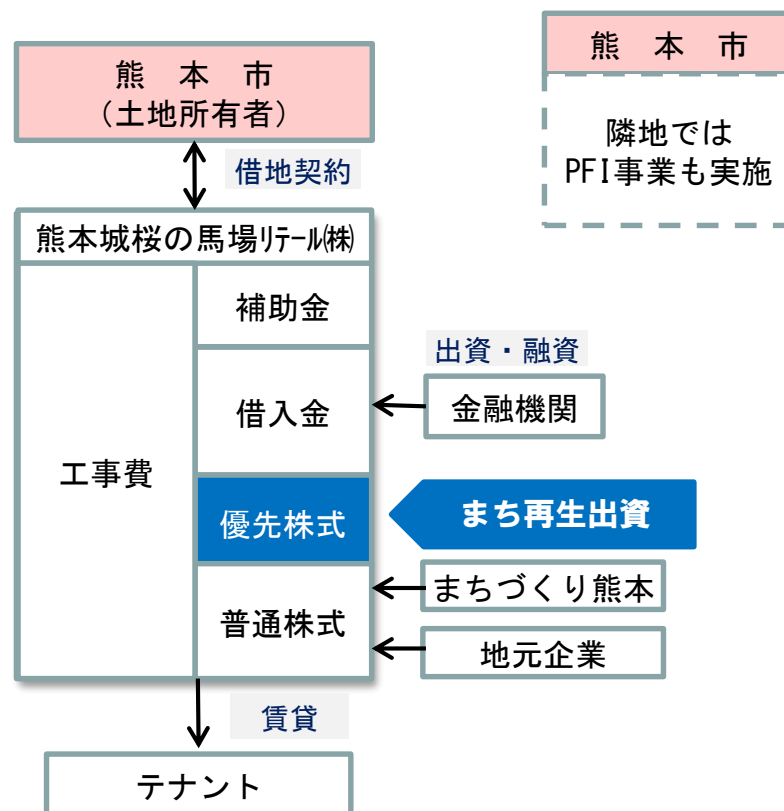 熊 本 市
(土地所有者)
借地契約
熊本城桜の馬場リテール㈱
工事費
補助金
借入金
優先株式
普通株式
出資・融資
金融機関
まち再生出資
まちづくり熊本
地元企業
賃貸
テナント
熊 本 市
隣地では
PFI事業も実施